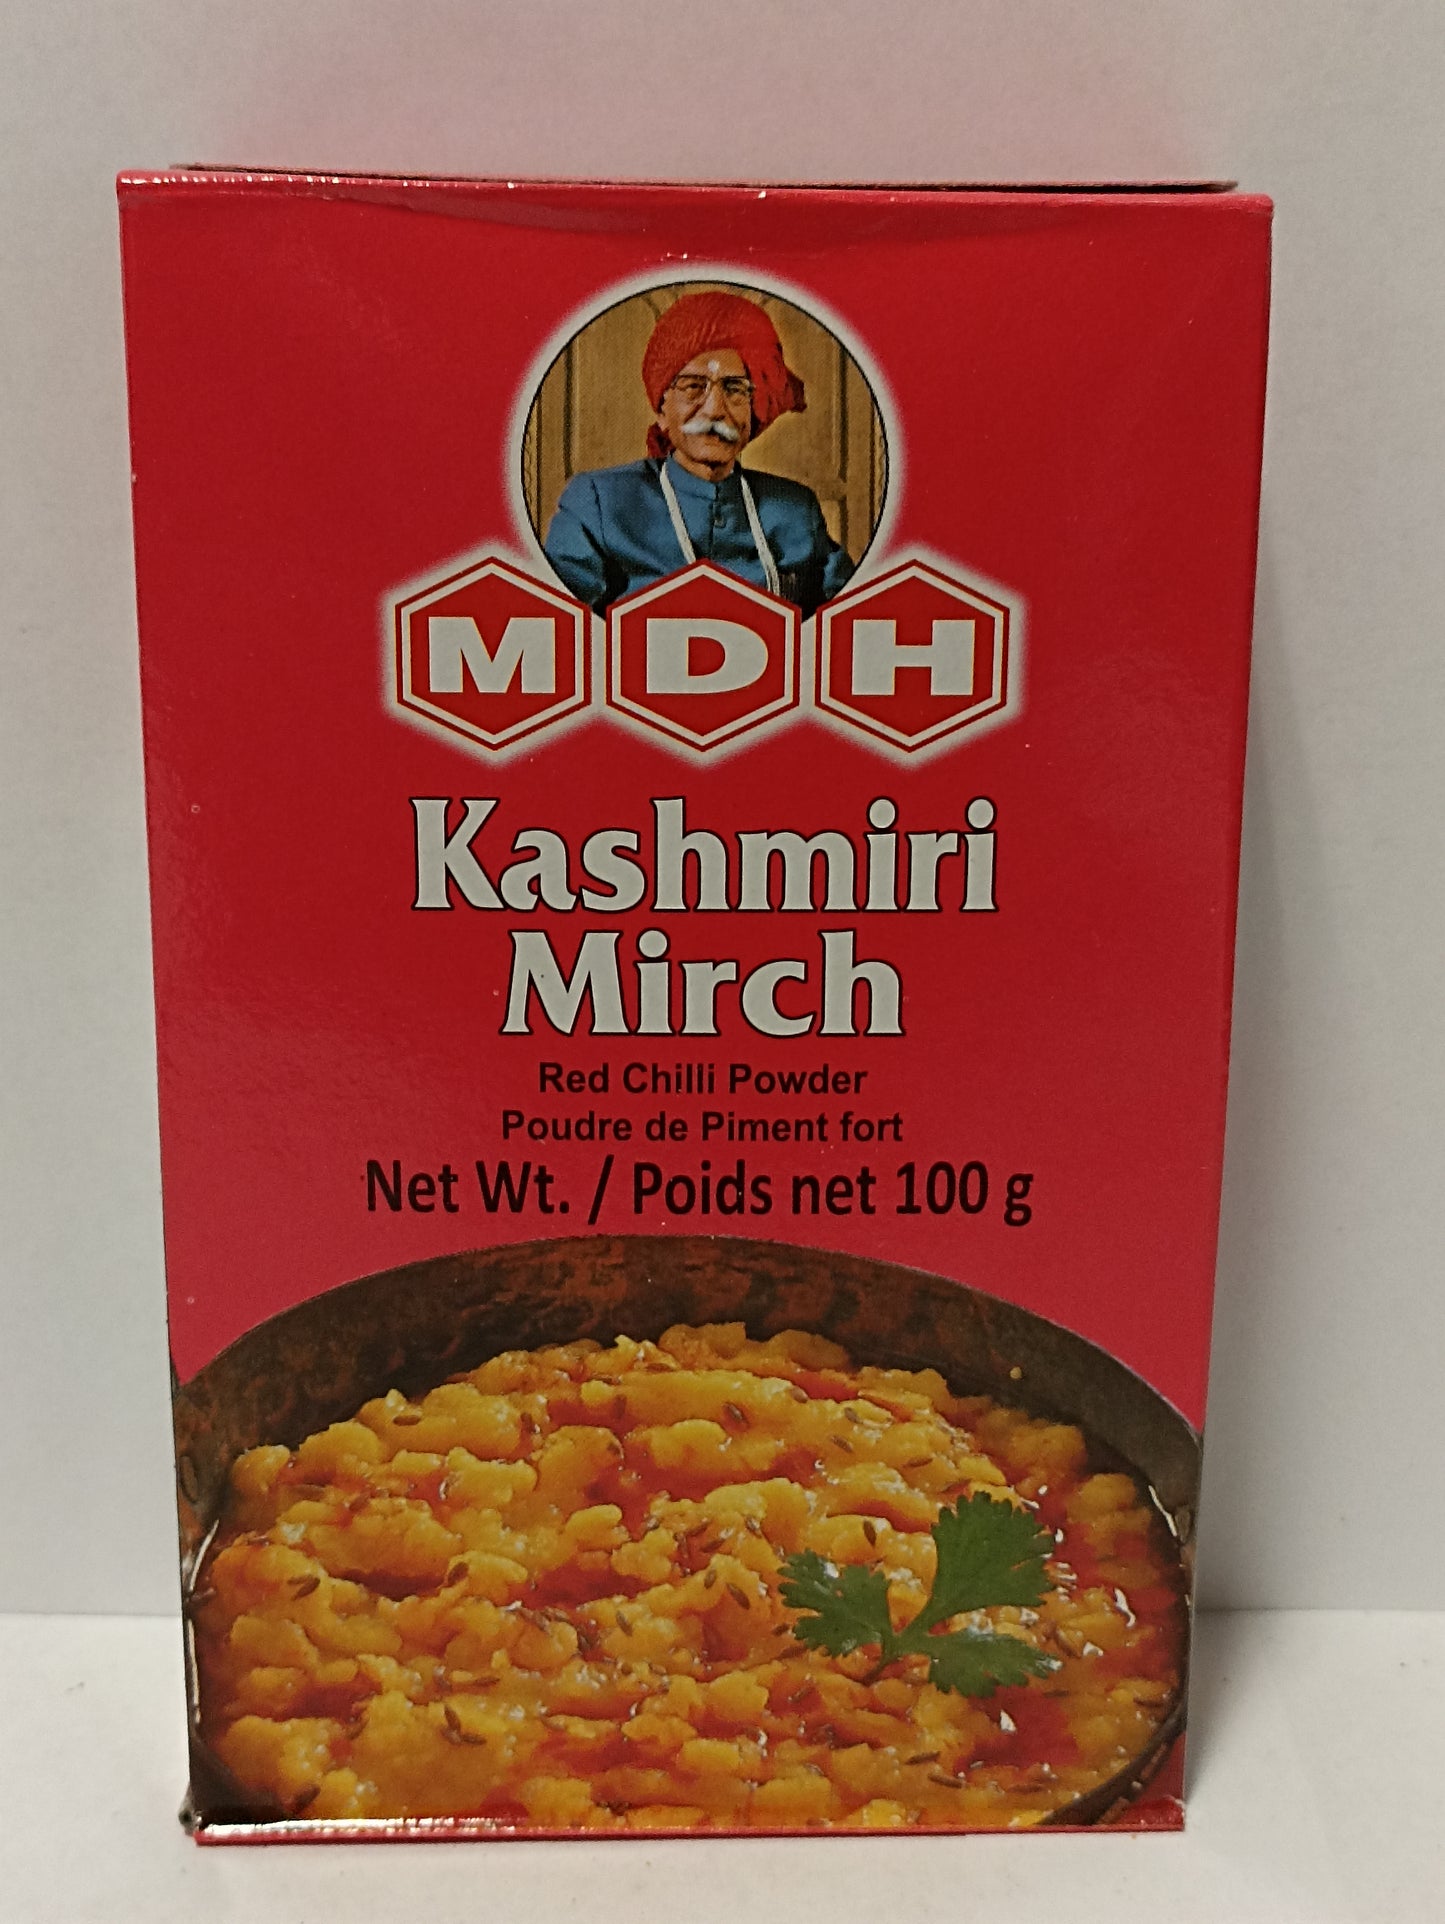 MDH
Kashmiri
Mirch
Red Chilli Powder
Poudre de Piment fort
Net Wt. / Poids net 100 g